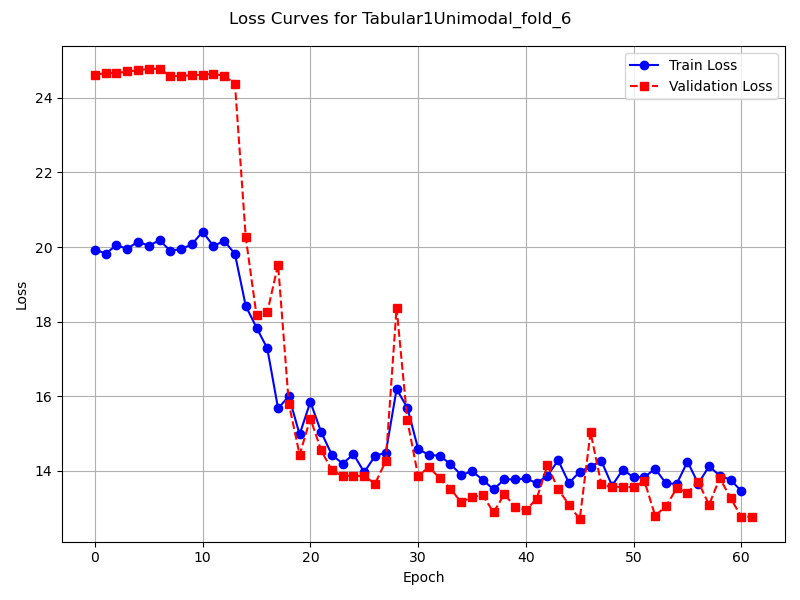 Loss Curves for Tabular1Unimodal_fold_6
Train Loss
Validation Loss
Loss
24
22
20
18
16
14
0 10 20 30 40 50 60
Epoch